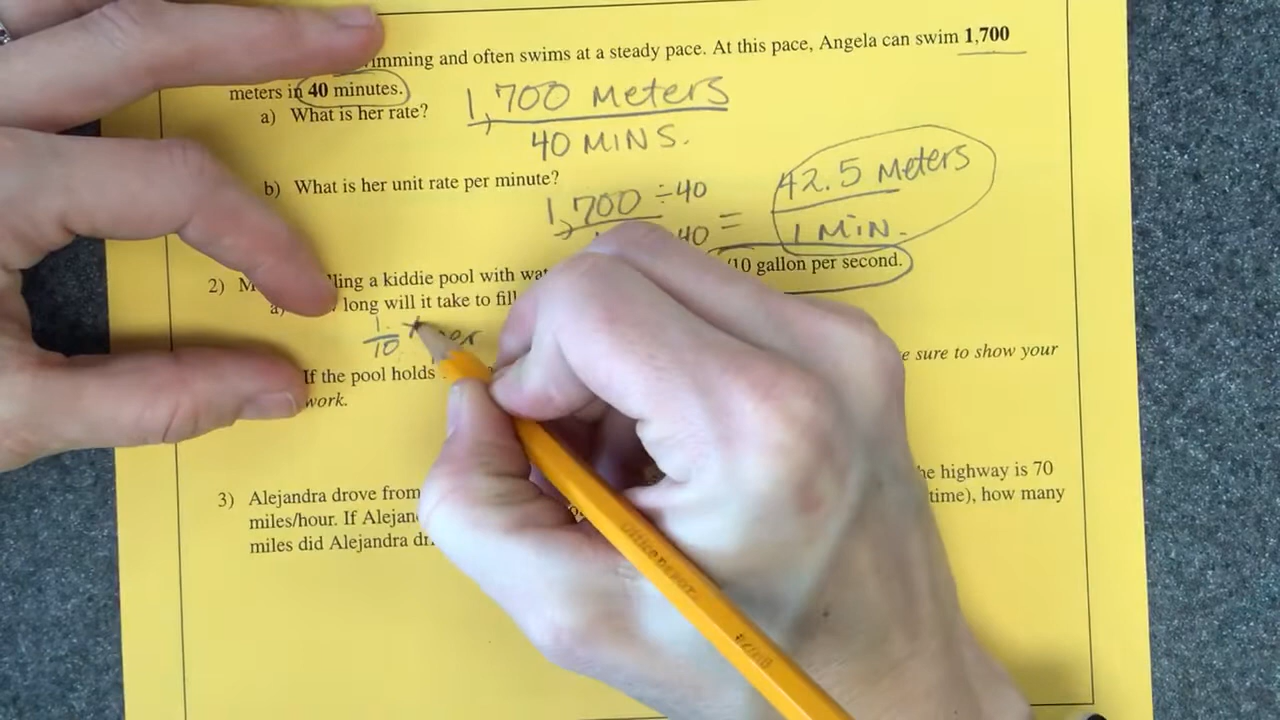 imming and often swims at a steady pace. At this pace, Angela can swim 1,700
meters in 40 minutes.
a) What is her rate?
1,700 Meters
40 MINS.
b) What is her unit rate per minute?
1,700 ÷40
÷40
=
42.5 Meters
1 MIN.
2) M lling a kiddie pool with wat /10 gallon per second.
a) long will it take to fill
1
10
If the pool holds e sure to show your
work.
3) Alejandra drove from he highway is 70
miles/hour. If Alejan time), how many
miles did Alejandra dr